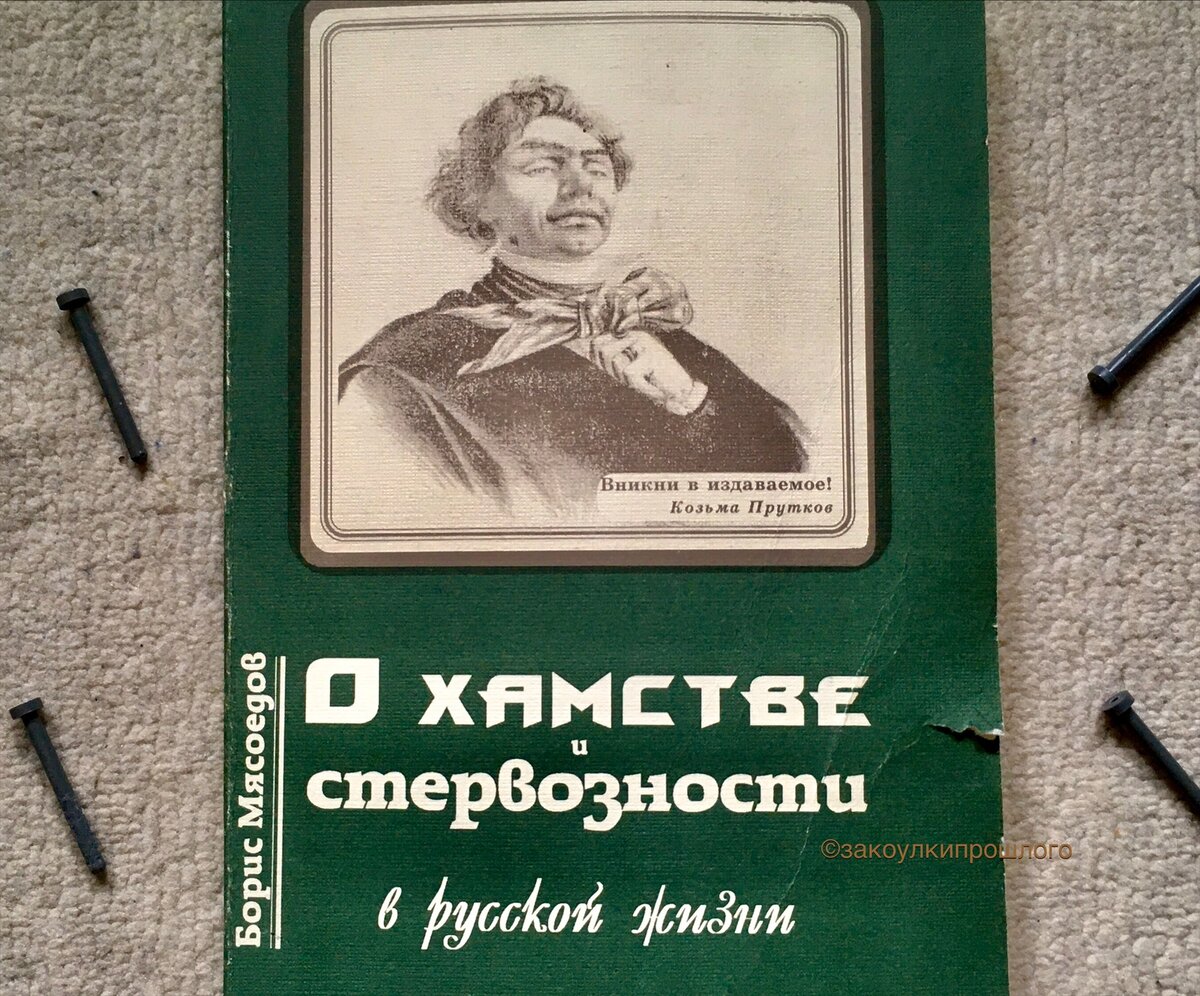 Вникни в издаваемое!
Козьма Прутков
Борис Мясоедов
О ХАМСТВЕ
и
стервозности
в русской жизни
©закоулкипрошлого